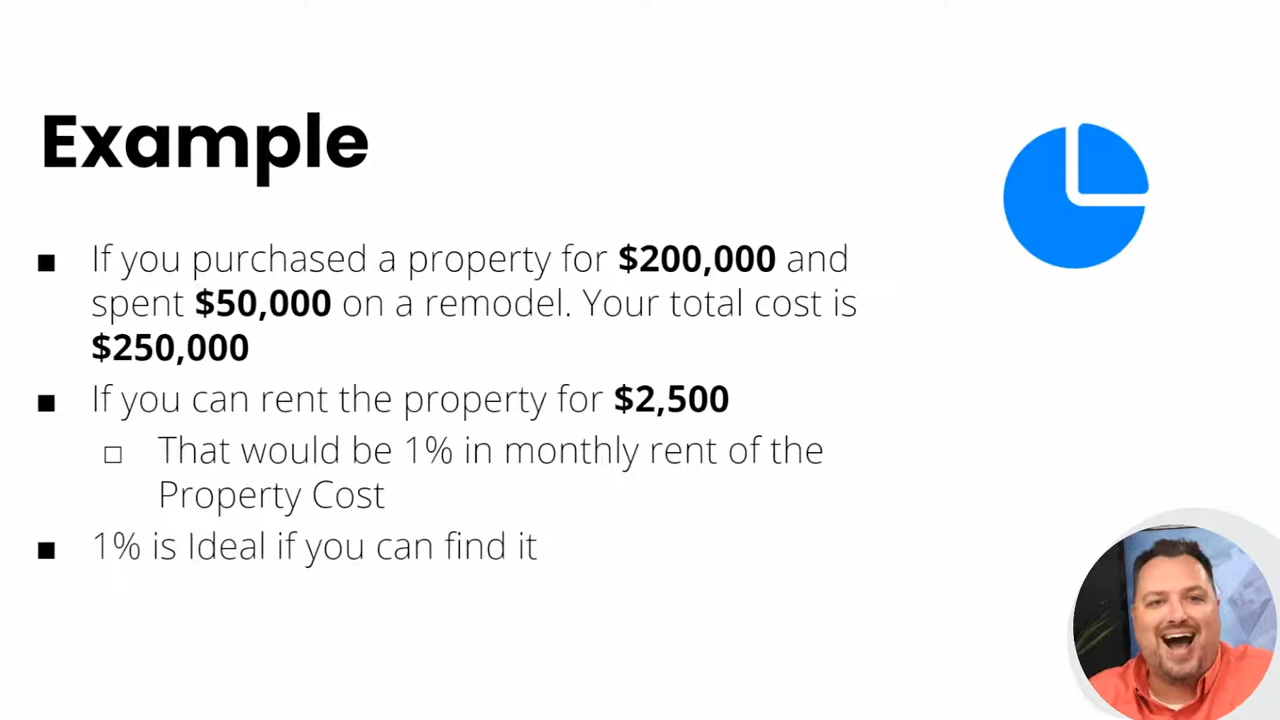 Example
If you purchased a property for $200,000 and
spent $50,000 on a remodel. Your total cost is
$250,000
If you can rent the property for $2,500
That would be 1% in monthly rent of the
Property Cost
1% is Ideal if you can find it